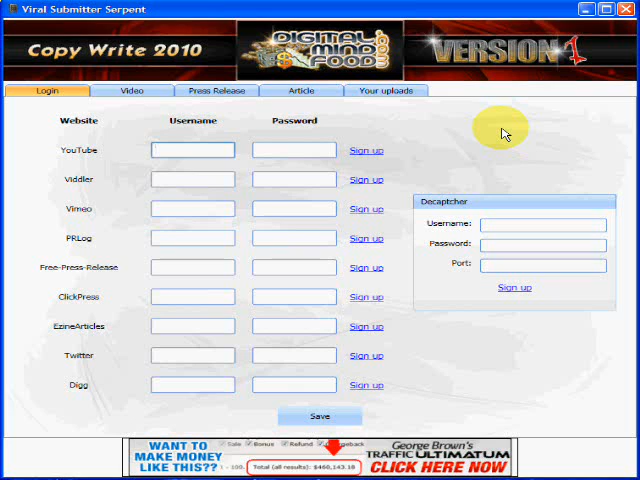 Viral Submitter Serpent
Copy Write 2010
DIGITAL MIND FOOD.com
VERSION 1
Login Video Press Release Article Your uploads
Website Username Password
YouTube Sign up
Viddler Sign up
Vimeo Sign up
PRLog Sign up
Free-Press-Release Sign up
ClickPress Sign up
EzineArticles Sign up
Twitter Sign up
Digg Sign up
Decaptcher
Username:
Password:
Port:
Sign up
Save
WANT TO
MAKE MONEY
LIKE THIS??
Sale Bonus Refund
Total (all results): $460,143.18
George Brown's
TRAFFIC ULTIMATUM
CLICK HERE NOW